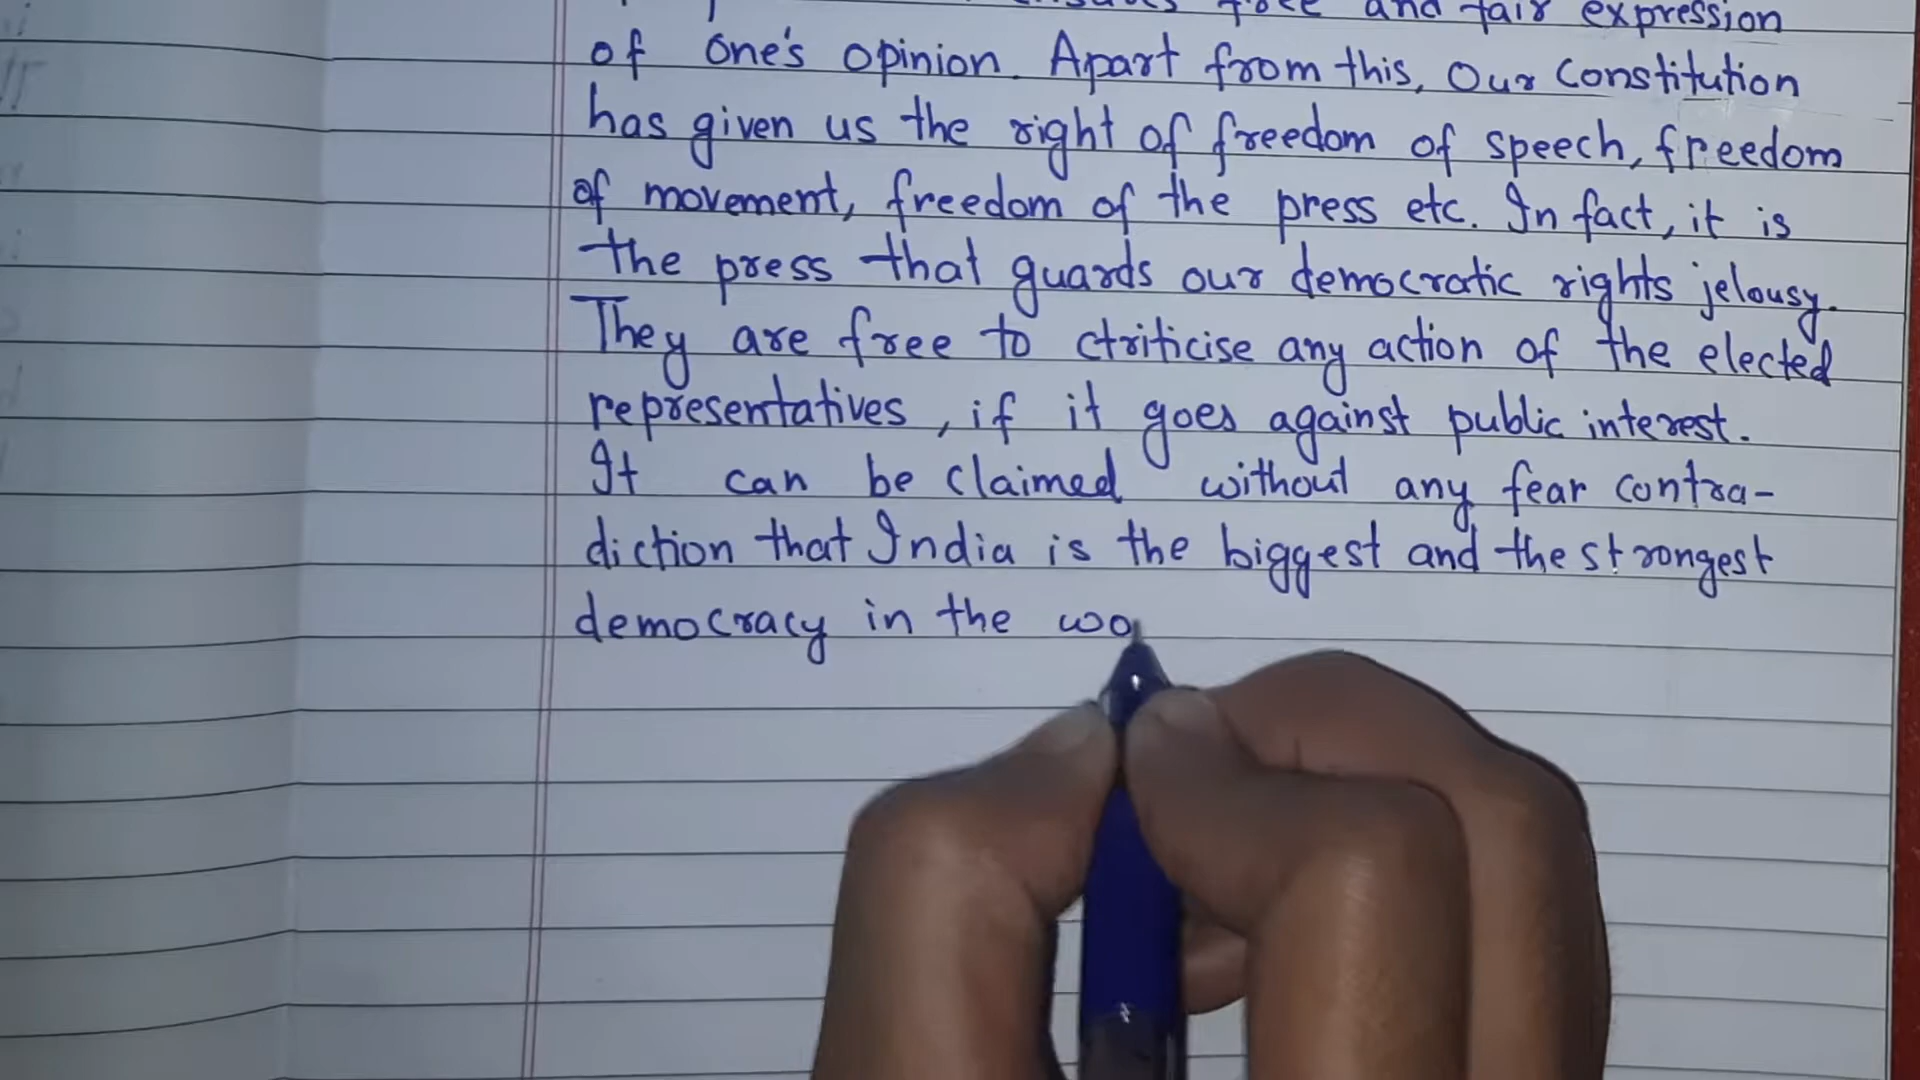 and fair expression
of one's opinion. Apart from this, Our Constitution
has given us the right of freedom of speech, freedom
of movement, freedom of the press etc. In fact, it is
the press that guards our democratic rights jelousy.
They are free to ctriticise any action of the elected
representatives, if it goes against public interest.
It can be claimed without any fear contra-
diction that India is the biggest and the strongest
democracy in the wo